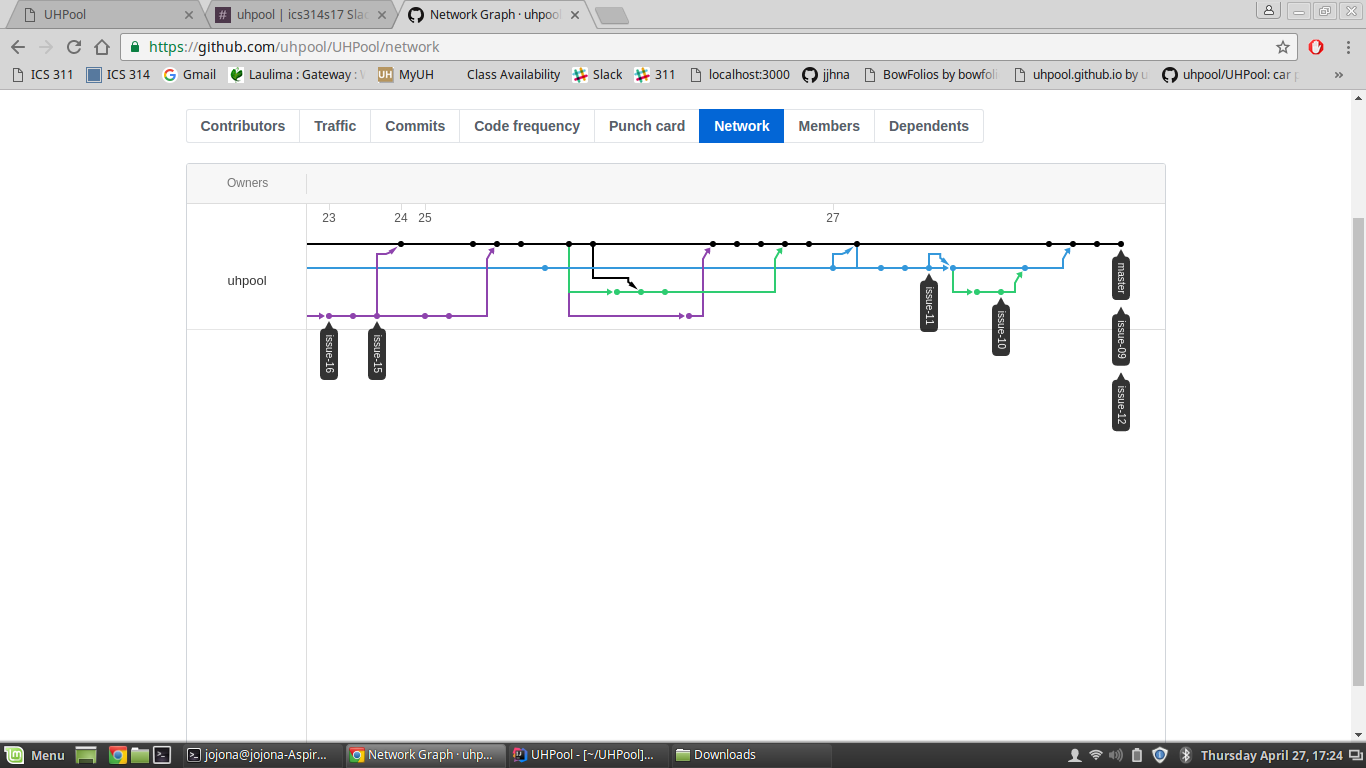 UHPool
uhpool | ics314s17 Slac
Network Graph · uhpool
https://github.com/uhpool/UHPool/network
ICS 311
ICS 314
Gmail
Laulima : Gateway : W
MyUH
Class Availability
Slack
311
localhost:3000
jjhna
BowFolios by bowfoli
uhpool.github.io by u
uhpool/UHPool: car p
»
Contributors
Traffic
Commits
Code frequency
Punch card
Network
Members
Dependents
Owners
23
24
25
27
uhpool
master
issue-11
issue-10
issue-09
issue-16
issue-15
issue-12
Menu
jojona@jojona-Aspir...
Network Graph · uhp...
UHPool - [~/UHPool]...
Downloads
Thursday April 27, 17:24